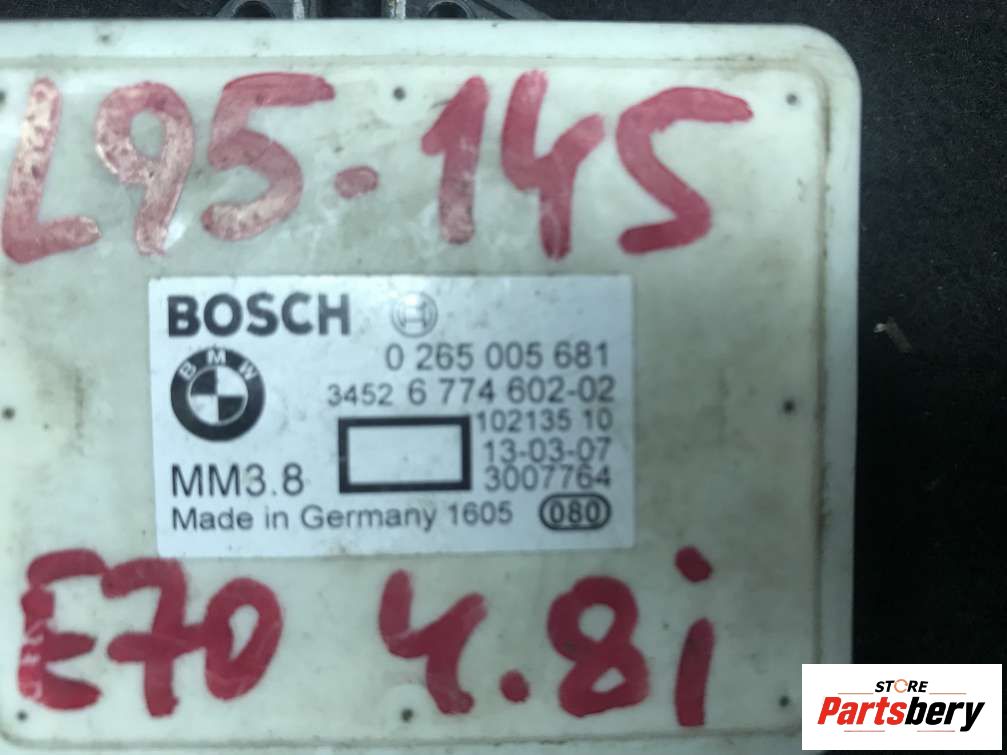 L95-145
BOSCH
0 265 005 681
BMW
3452 6 774 602-02
102135 10
13-03-07
MM3.8
3007764
Made in Germany 1605 080
E70 4.8i
STORE
Partsbery